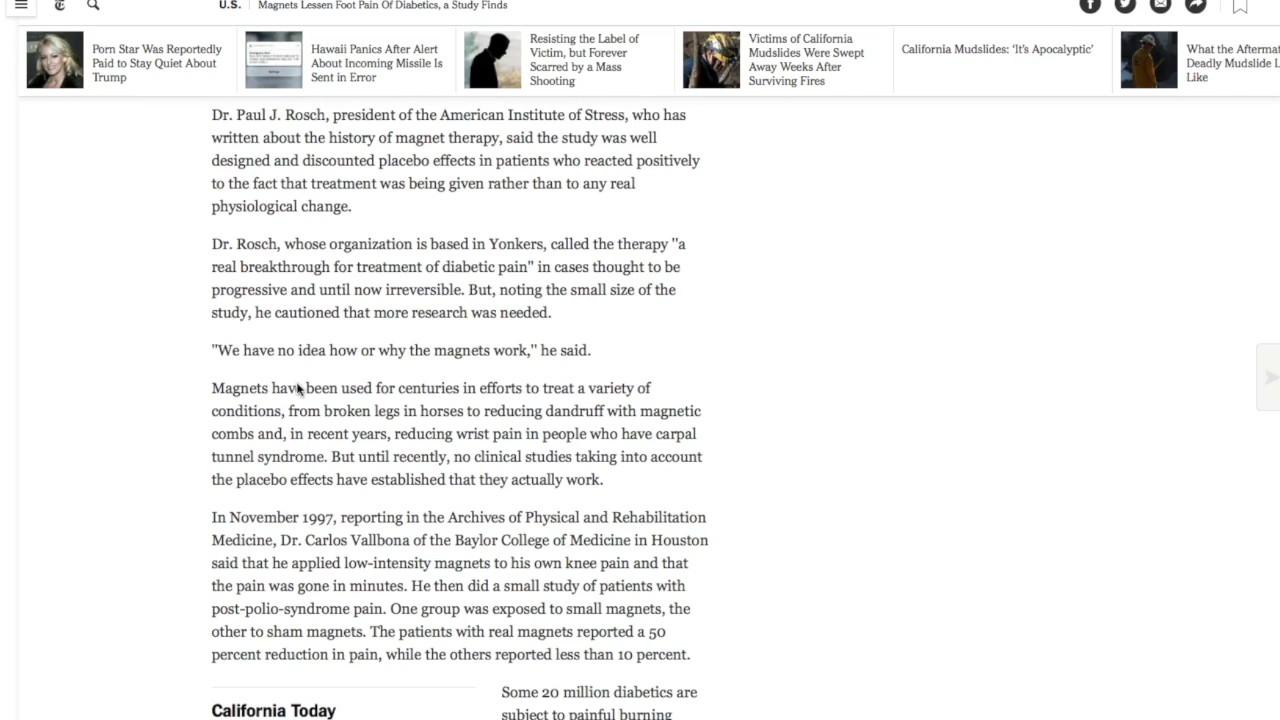 U.S. Magnets Lessen Foot Pain Of Diabetics, a Study Finds
Porn Star Was Reportedly
Paid to Stay Quiet About
Trump
Hawaii Panics After Alert
About Incoming Missile Is
Sent in Error
Resisting the Label of
Victim, but Forever
Scarred by a Mass
Shooting
Victims of California
Mudslides Were Swept
Away Weeks After
Surviving Fires
California Mudslides: ‘It’s Apocalyptic’
What the Afterma
Deadly Mudslide L
Like
Dr. Paul J. Rosch, president of the American Institute of Stress, who has
written about the history of magnet therapy, said the study was well
designed and discounted placebo effects in patients who reacted positively
to the fact that treatment was being given rather than to any real
physiological change.
Dr. Rosch, whose organization is based in Yonkers, called the therapy ''a
real breakthrough for treatment of diabetic pain'' in cases thought to be
progressive and until now irreversible. But, noting the small size of the
study, he cautioned that more research was needed.
''We have no idea how or why the magnets work,'' he said.
Magnets have been used for centuries in efforts to treat a variety of
conditions, from broken legs in horses to reducing dandruff with magnetic
combs and, in recent years, reducing wrist pain in people who have carpal
tunnel syndrome. But until recently, no clinical studies taking into account
the placebo effects have established that they actually work.
In November 1997, reporting in the Archives of Physical and Rehabilitation
Medicine, Dr. Carlos Vallbona of the Baylor College of Medicine in Houston
said that he applied low-intensity magnets to his own knee pain and that
the pain was gone in minutes. He then did a small study of patients with
post-polio-syndrome pain. One group was exposed to small magnets, the
other to sham magnets. The patients with real magnets reported a 50
percent reduction in pain, while the others reported less than 10 percent.
California Today
Some 20 million diabetics are
subject to painful burning